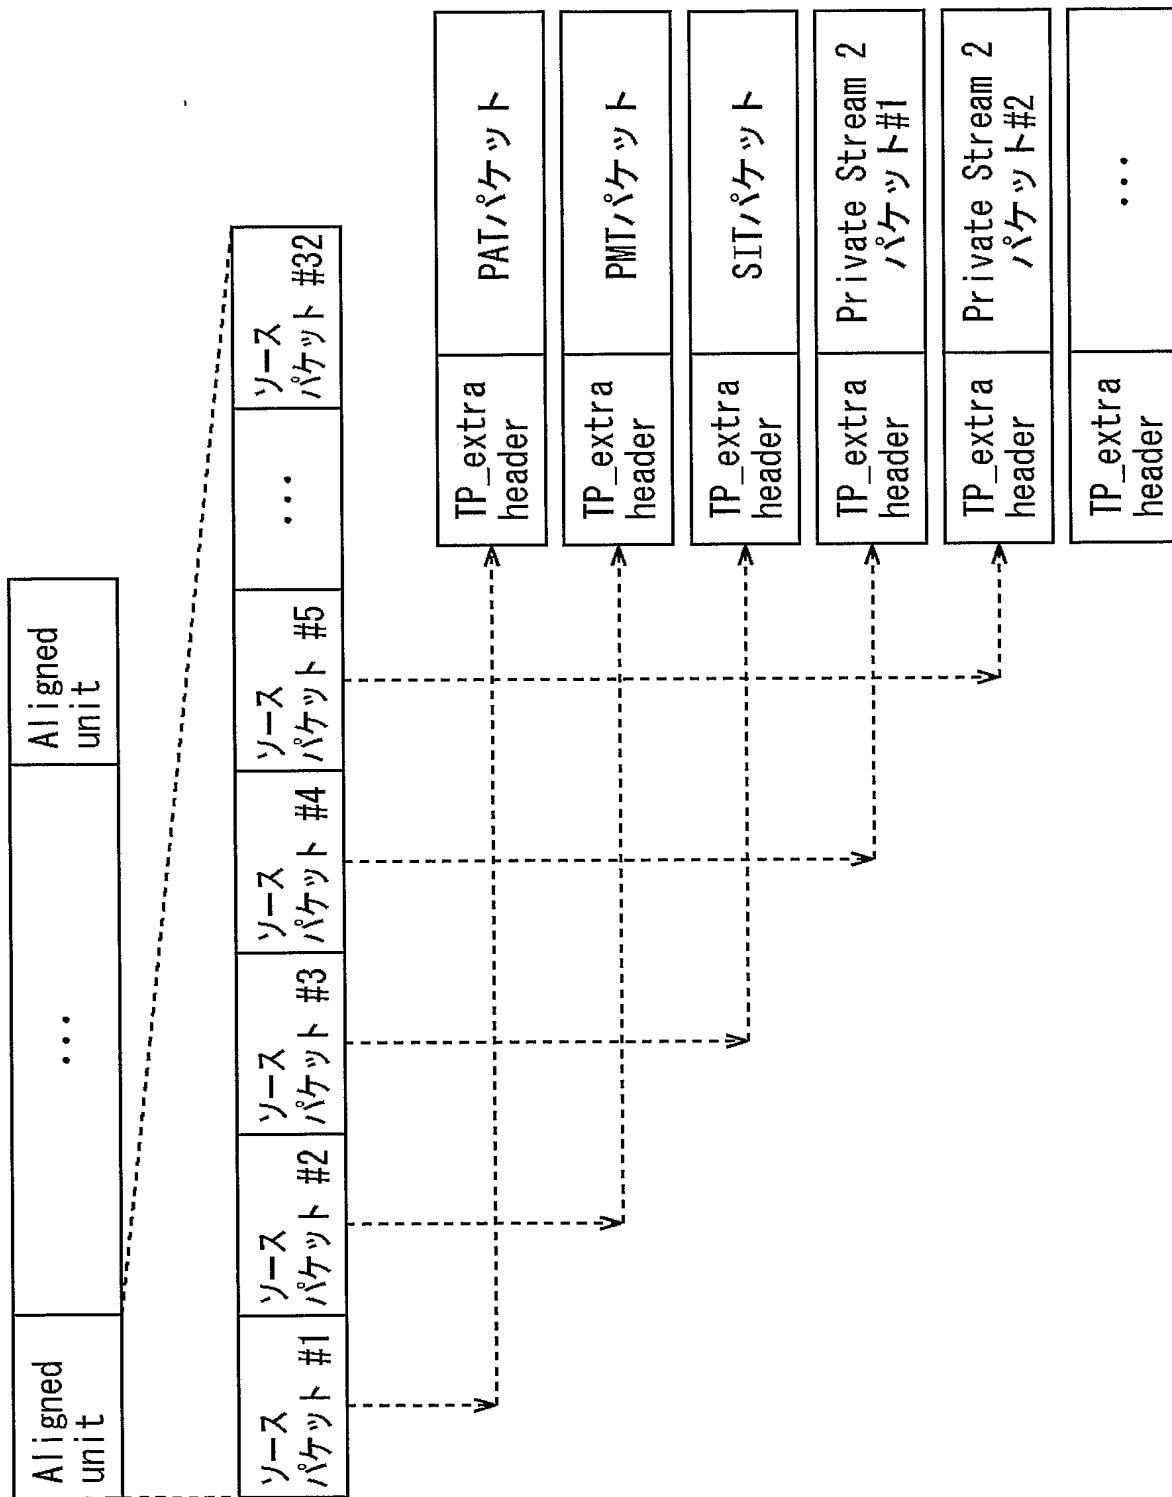 Aligned
unit
...
Aligned
unit
ソース
パケット #1
ソース
パケット #2
ソース
パケット #3
ソース
パケット #4
ソース
パケット #5
...
ソース
パケット #32
TP_extra
header
PATパケット
TP_extra
header
PMTパケット
TP_extra
header
SITパケット
TP_extra
header
Private Stream 2
パケット#1
TP_extra
header
Private Stream 2
パケット#2
TP_extra
header
...